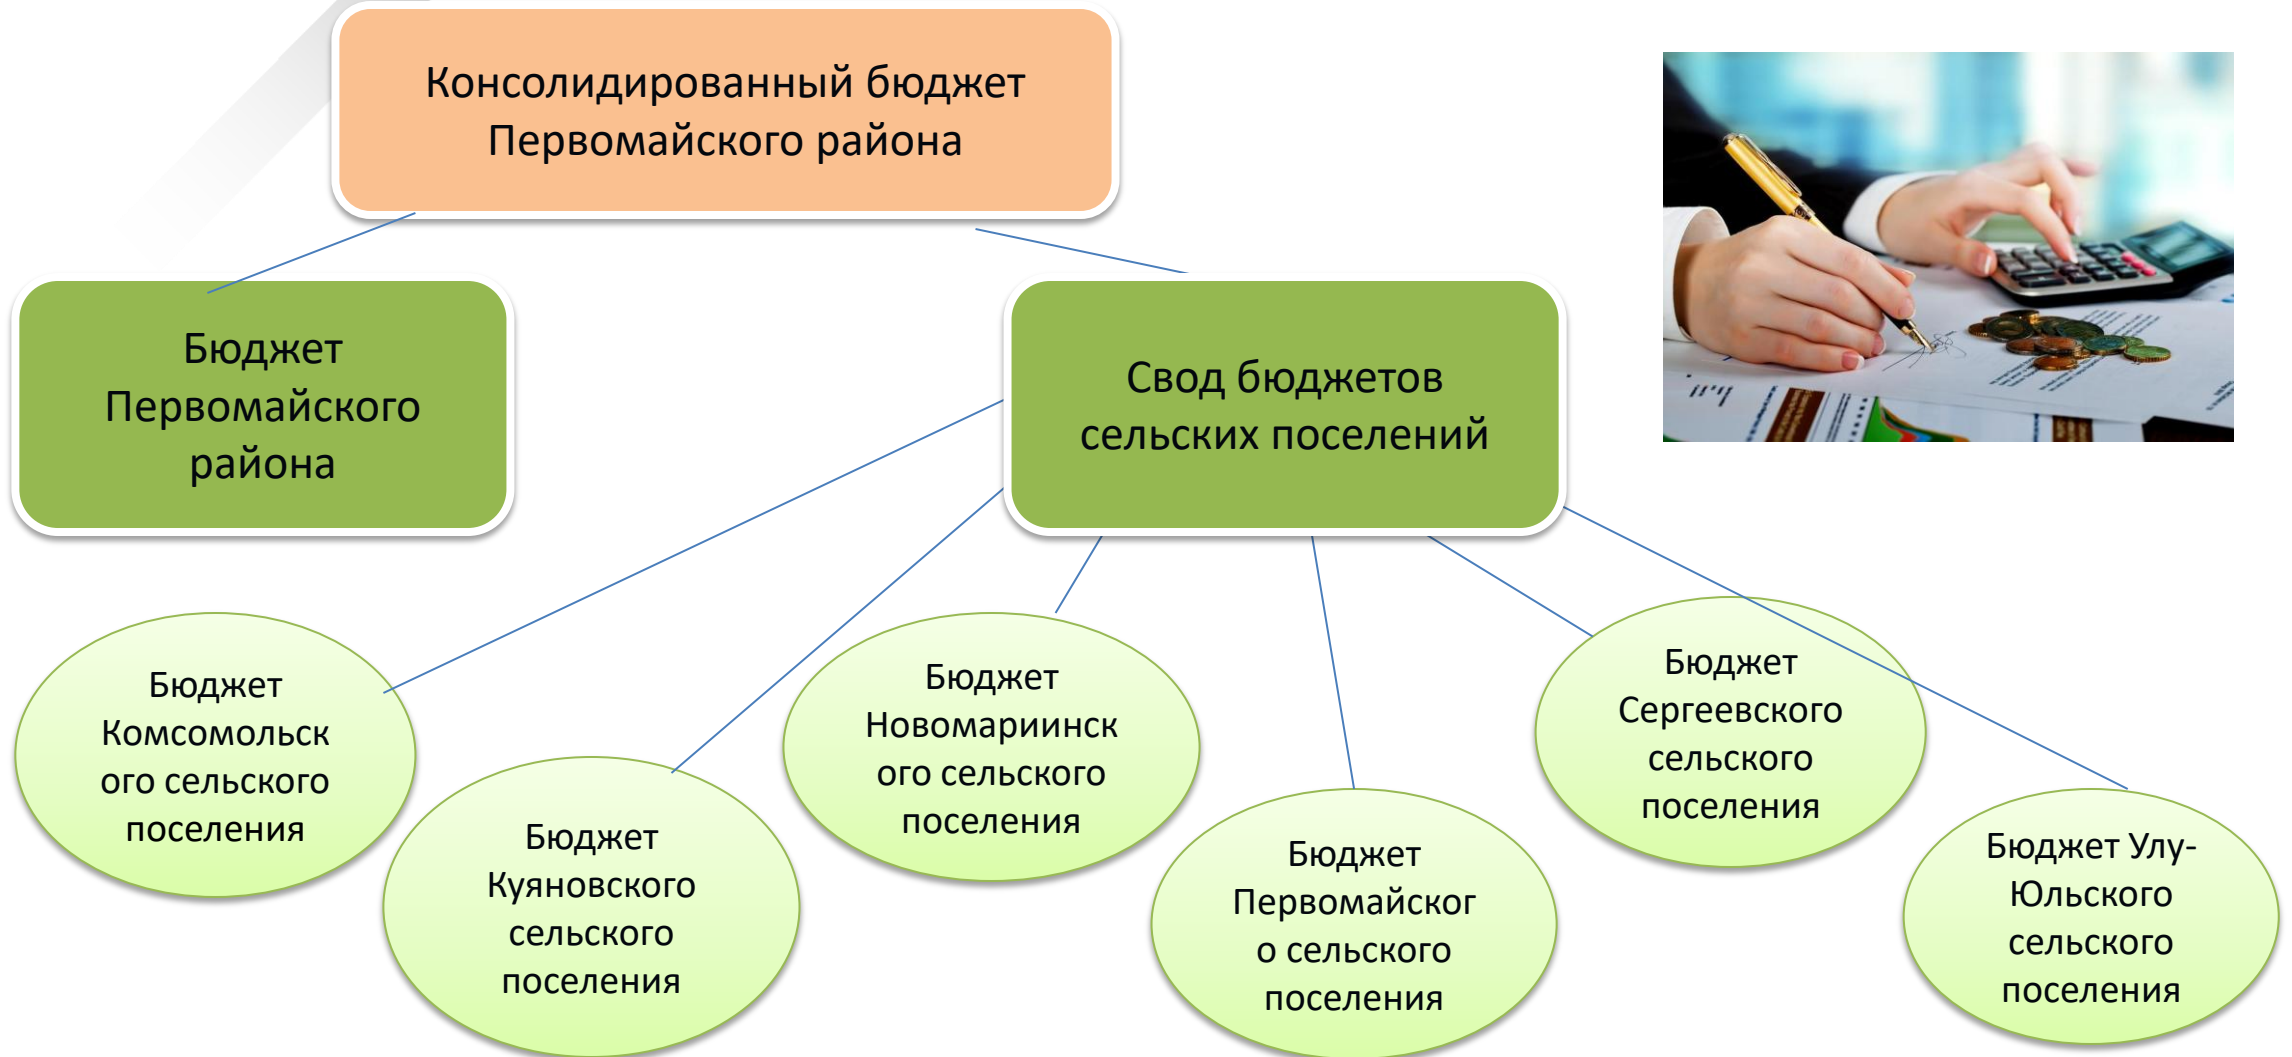 Консолидированный бюджет
Первомайского района
Бюджет
Первомайского
района
Свод бюджетов
сельских поселений
Бюджет
Комсомольск
ого сельского
поселения
Бюджет
Куяновского
сельского
поселения
Бюджет
Новомариинск
ого сельского
поселения
Бюджет
Первомайског
о сельского
поселения
Бюджет
Сергеевского
сельского
поселения
Бюджет Улу-
Юльского
сельского
поселения